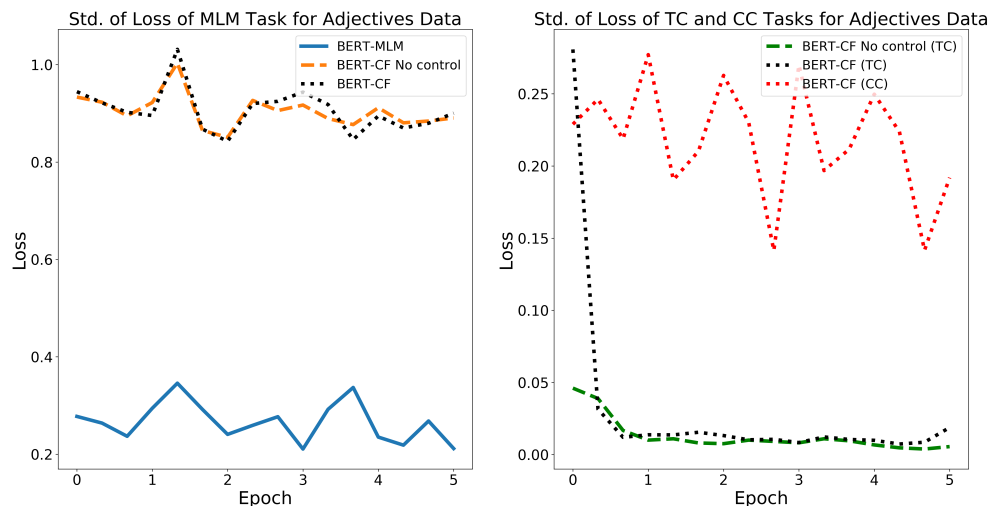 Std. of Loss of MLM Task for Adjectives Data
BERT-MLM
BERT-CF No control
BERT-CF
1.0
0.8
0.6
0.4
0.2
Loss
0 1 2 3 4 5
Epoch
Std. of Loss of TC and CC Tasks for Adjectives Data
BERT-CF No control (TC)
BERT-CF (TC)
BERT-CF (CC)
0.25
0.20
0.15
0.10
0.05
0.00
Loss
0 1 2 3 4 5
Epoch